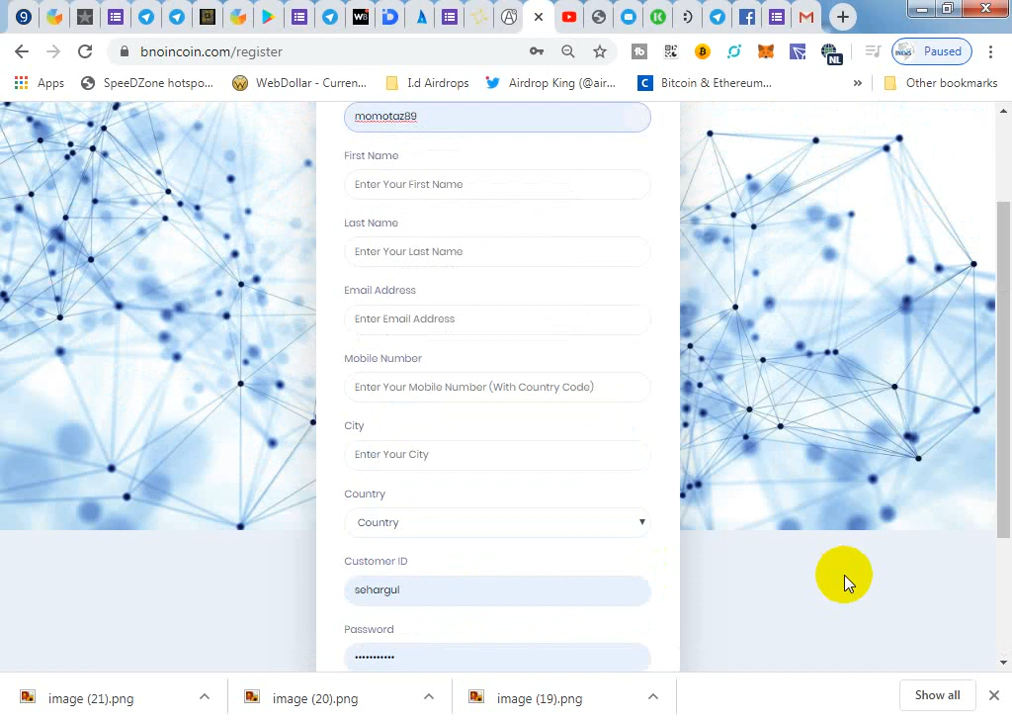 bnoincoin.com/register
NL
Paused
Apps
SpeeDZone hotspo...
WebDollar - Curren...
I.d Airdrops
Airdrop King (@air...
Bitcoin & Ethereum...
»
Other bookmarks
momotaz89
First Name
Enter Your First Name
Last Name
Enter Your Last Name
Email Address
Enter Email Address
Mobile Number
Enter Your Mobile Number (With Country Code)
City
Enter Your City
Country
Country
Customer ID
sehargul
Password
•••••••••••
image (21).png
image (20).png
image (19).png
Show all